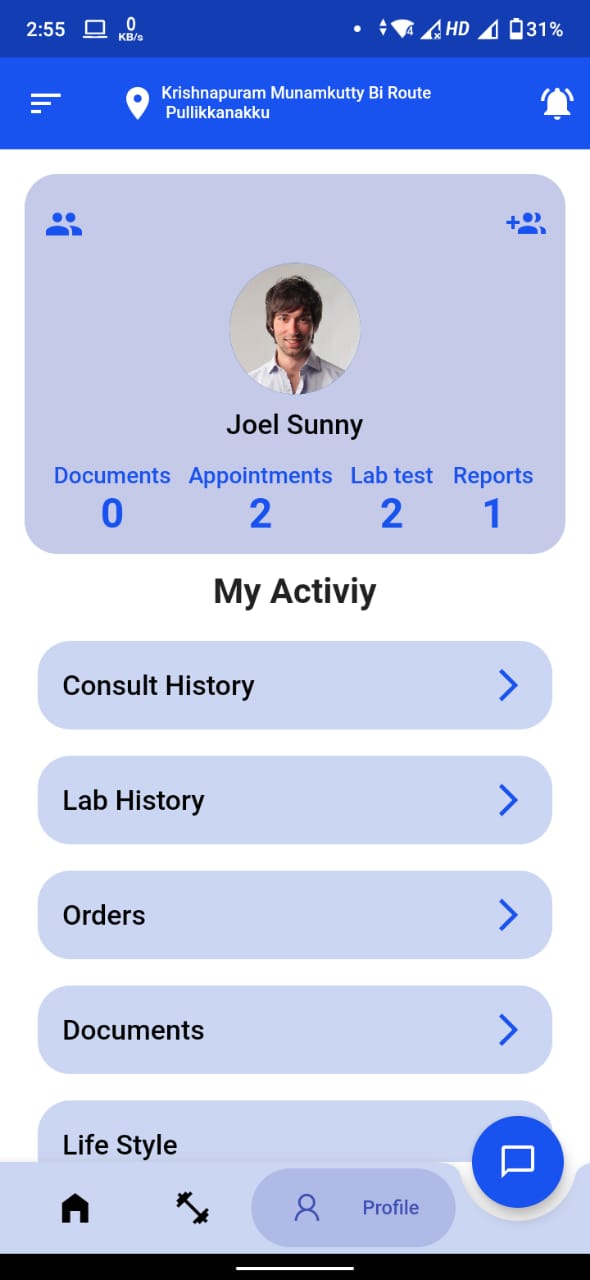 2:55 0 KB/s 4 HD 31%
Krishnapuram Munamkutty Bi Route
Pullikkanakku
Joel Sunny
Documents Appointments Lab test Reports
0 2 2 1
My Activiy
Consult History
Lab History
Orders
Documents
Life Style
Profile